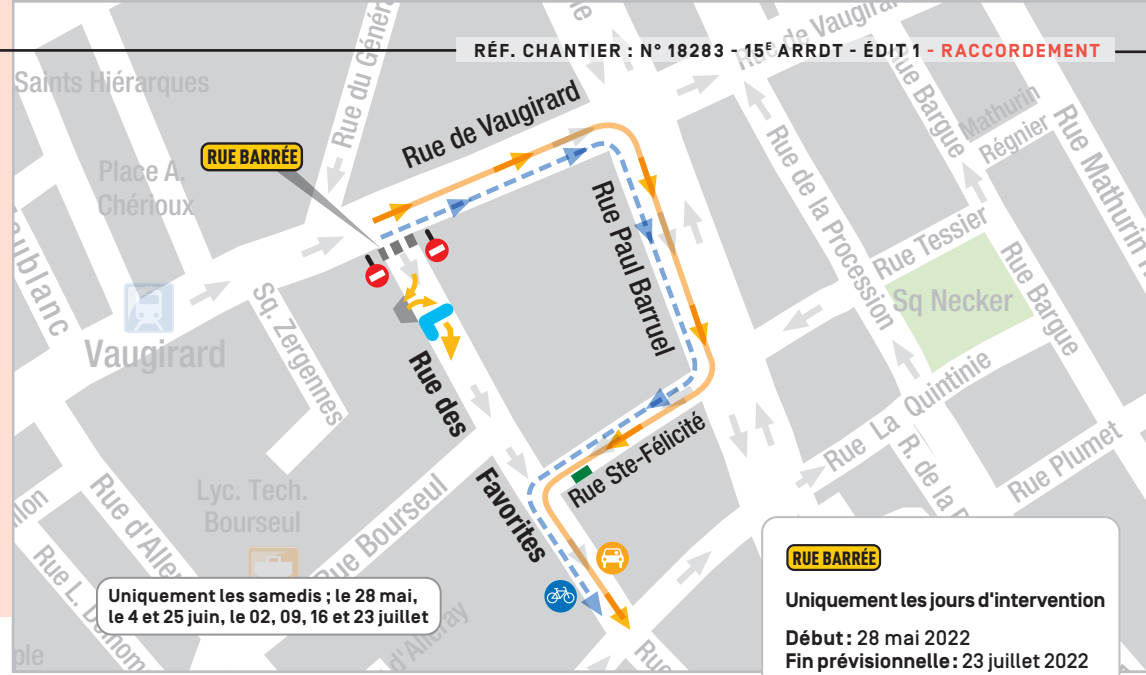 RÉF. CHANTIER : N° 18283 - 15E ARRDT - ÉDIT 1 - RACCORDEMENT
Rue de Vaugirard
Saints Hiérarques
Rue du Génér
Rue Bargue
Mathurin
Régnier
Rue Mathurin
Rue de Vaugirard
RUE BARRÉE
Place A.
Chérioux
Rue de la Procession
Rue Paul Barruel
Rue Tessier
Rue Bargue
Sq Necker
Sq. Zergennes
Vaugirard
Rue des
Favorites
Rue La Quintinie
Rue Ste-Félicité
R. de la
Rue Plumet
Lyc. Tech.
Bourseul
Rue Bourseul
Rue d'Aller
Rue L.
d'Alleray
Rue
ple
Uniquement les samedis ; le 28 mai,
le 4 et 25 juin, le 02, 09, 16 et 23 juillet
RUE BARRÉE
Uniquement les jours d'intervention
Début : 28 mai 2022
Fin prévisionnelle : 23 juillet 2022